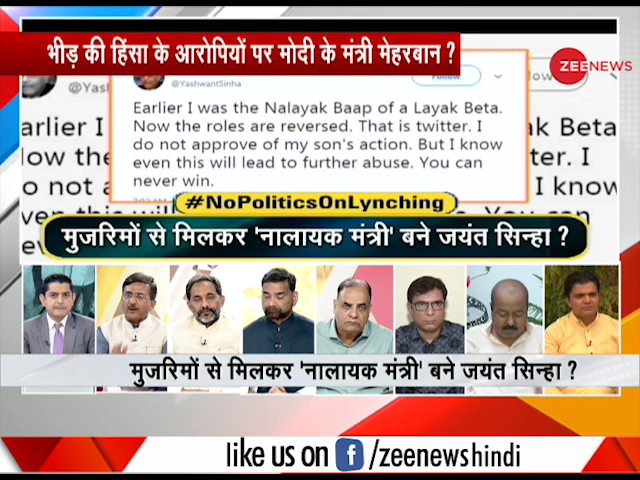 भीड़ की हिंसा के आरोपियों पर मोदी के मंत्री मेहरबान ?
ZEENEWS
@YashwantSinha
Follow
Earlier I was the Nalayak Baap of a Layak Beta.
Now the roles are reversed. That is twitter. I
do not approve of my son's action. But I know
even this will lead to further abuse. You can
never win.
#NoPoliticsOnLynching
मुजरिमों से मिलकर 'नालायक मंत्री' बने जयंत सिन्हा ?
मुजरिमों से मिलकर 'नालायक मंत्री' बने जयंत सिन्हा ?
like us on f /zeenewshindi